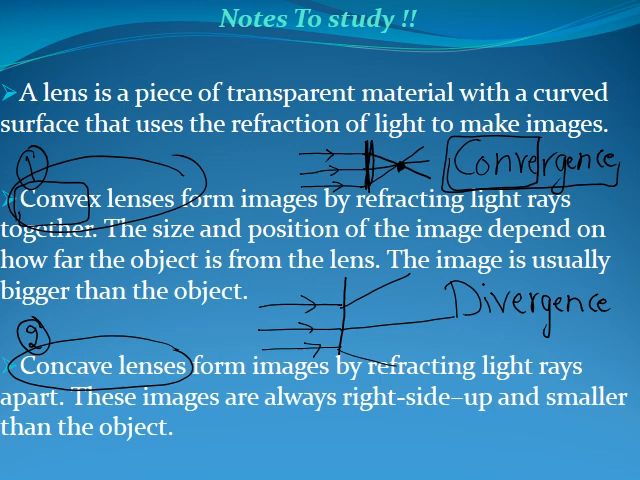 Notes To study !!
A lens is a piece of transparent material with a curved
surface that uses the refraction of light to make images.
1
Convergence
Convex lenses form images by refracting light rays
together. The size and position of the image depend on
how far the object is from the lens. The image is usually
bigger than the object.
Divergence
2
Concave lenses form images by refracting light rays
apart. These images are always right-side–up and smaller
than the object.